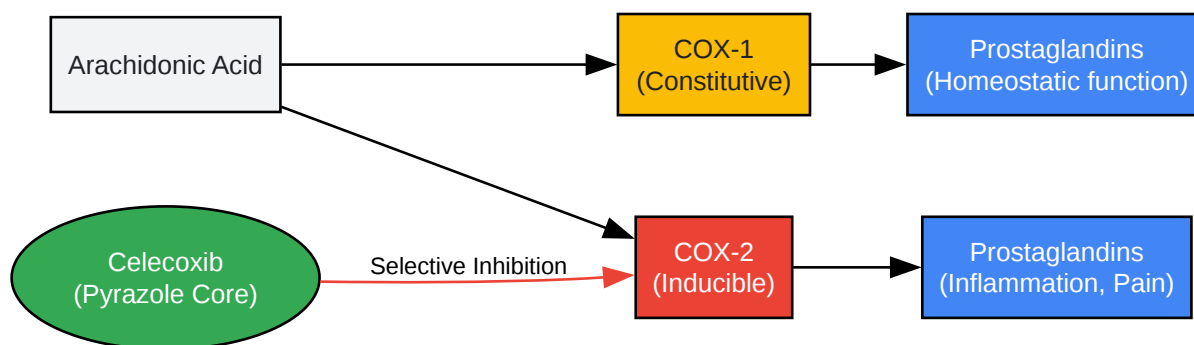 Arachidonic Acid
COX-1
(Constitutive)
Prostaglandins
(Homeostatic function)
Celecoxib
(Pyrazole Core)
Selective Inhibition
COX-2
(Inducible)
Prostaglandins
(Inflammation, Pain)